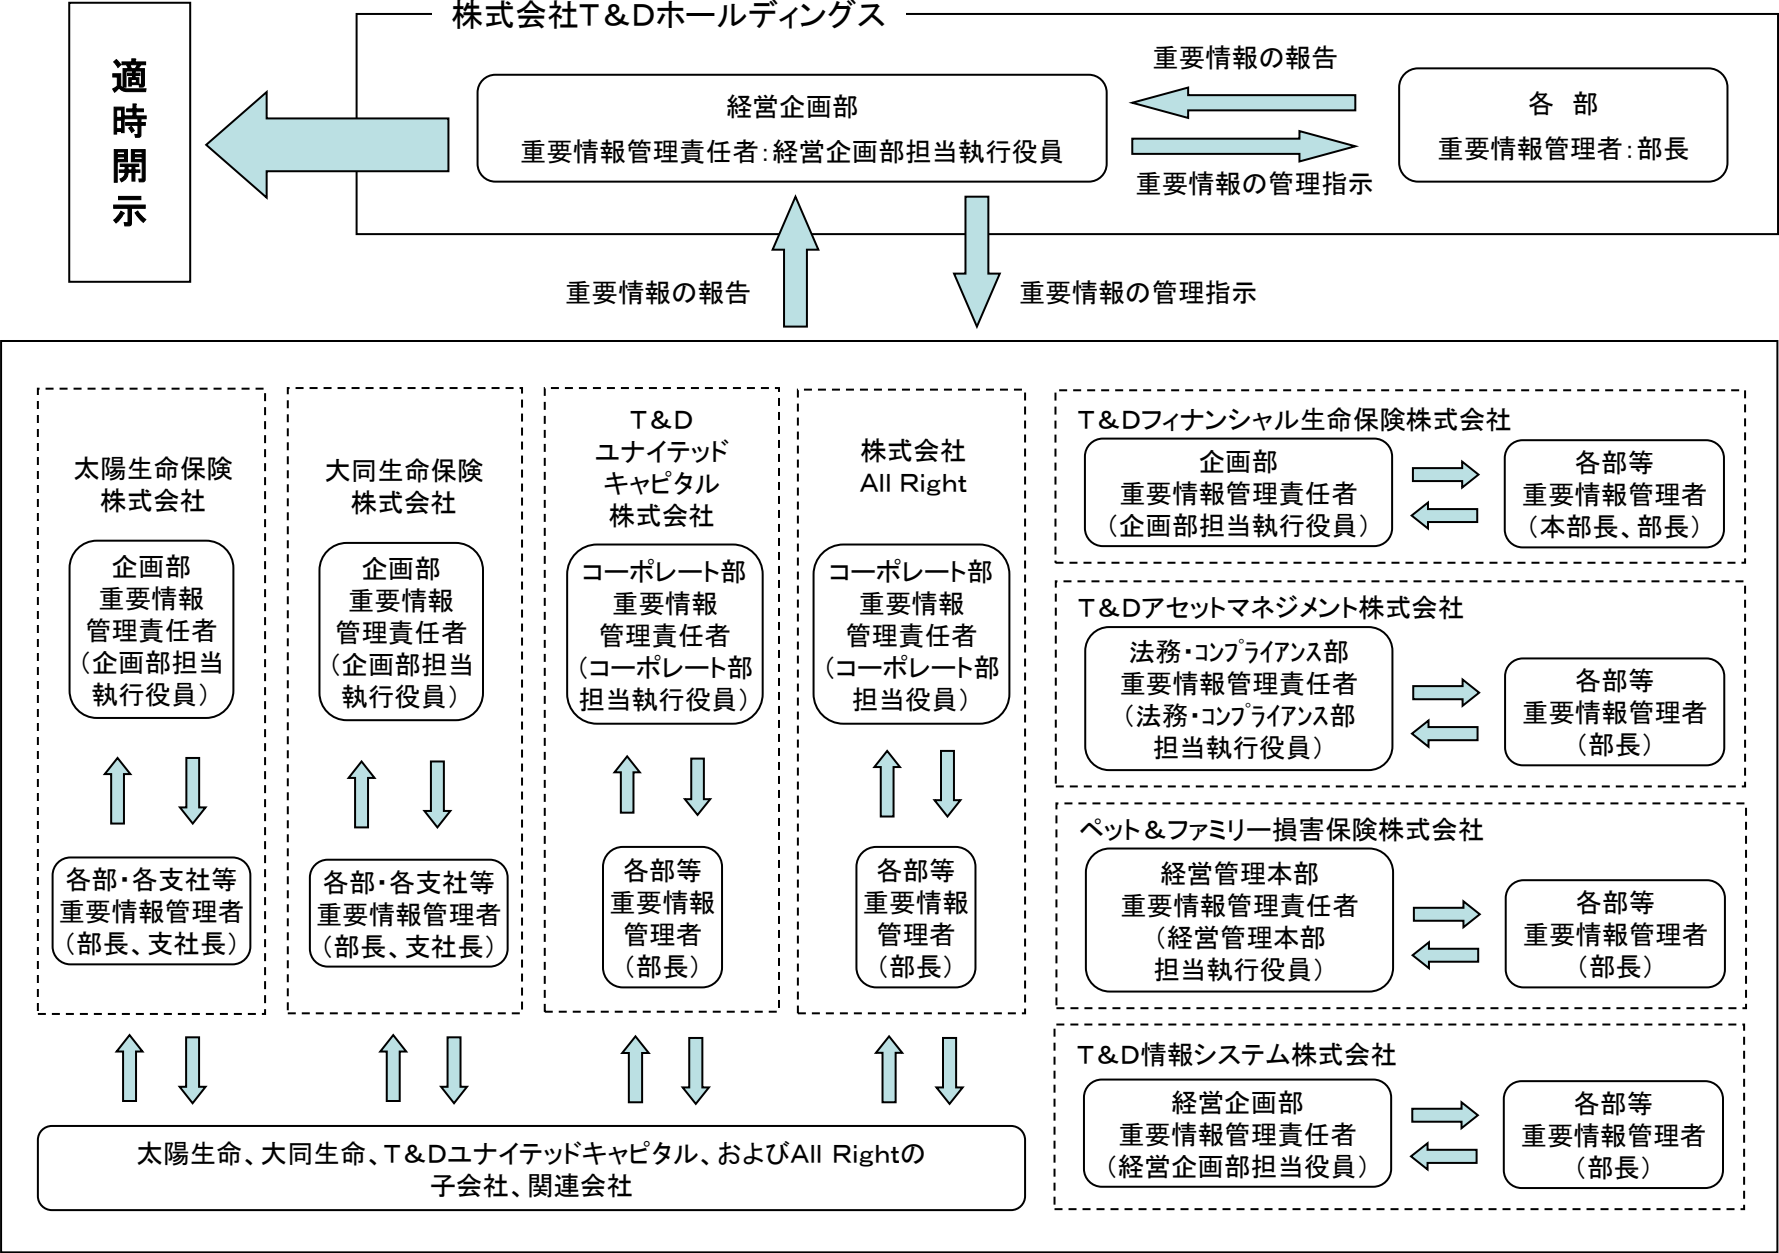 株式会社T&Dホールディングス
適
時
開
示
経営企画部
重要情報管理責任者:経営企画部担当執行役員
重要情報の報告
重要情報の管理指示
各 部
重要情報管理者:部長
重要情報の報告
重要情報の管理指示
太陽生命保険
株式会社
企画部
重要情報
管理責任者
(企画部担当
執行役員)
各部・各支社等
重要情報管理者
(部長、支社長)
大同生命保険
株式会社
企画部
重要情報
管理責任者
(企画部担当
執行役員)
各部・各支社等
重要情報管理者
(部長、支社長)
T&D
ユナイテッド
キャピタル
株式会社
コーポレート部
重要情報
管理責任者
(コーポレート部
担当執行役員)
各部等
重要情報
管理者
(部長)
株式会社
All Right
コーポレート部
重要情報
管理責任者
(コーポレート部
担当役員)
各部等
重要情報
管理者
(部長)
太陽生命、大同生命、T&Dユナイテッドキャピタル、およびAll Rightの
子会社、関連会社
T&Dフィナンシャル生命保険株式会社
企画部
重要情報管理責任者
(企画部担当執行役員)
各部等
重要情報管理者
(本部長、部長)
T&Dアセットマネジメント株式会社
法務・コンプライアンス部
重要情報管理責任者
(法務・コンプライアンス部
担当執行役員)
各部等
重要情報管理者
(部長)
ペット&ファミリー損害保険株式会社
経営管理本部
重要情報管理責任者
(経営管理本部
担当執行役員)
各部等
重要情報管理者
(部長)
T&D情報システム株式会社
経営企画部
重要情報管理責任者
(経営企画部担当役員)
各部等
重要情報管理者
(部長)